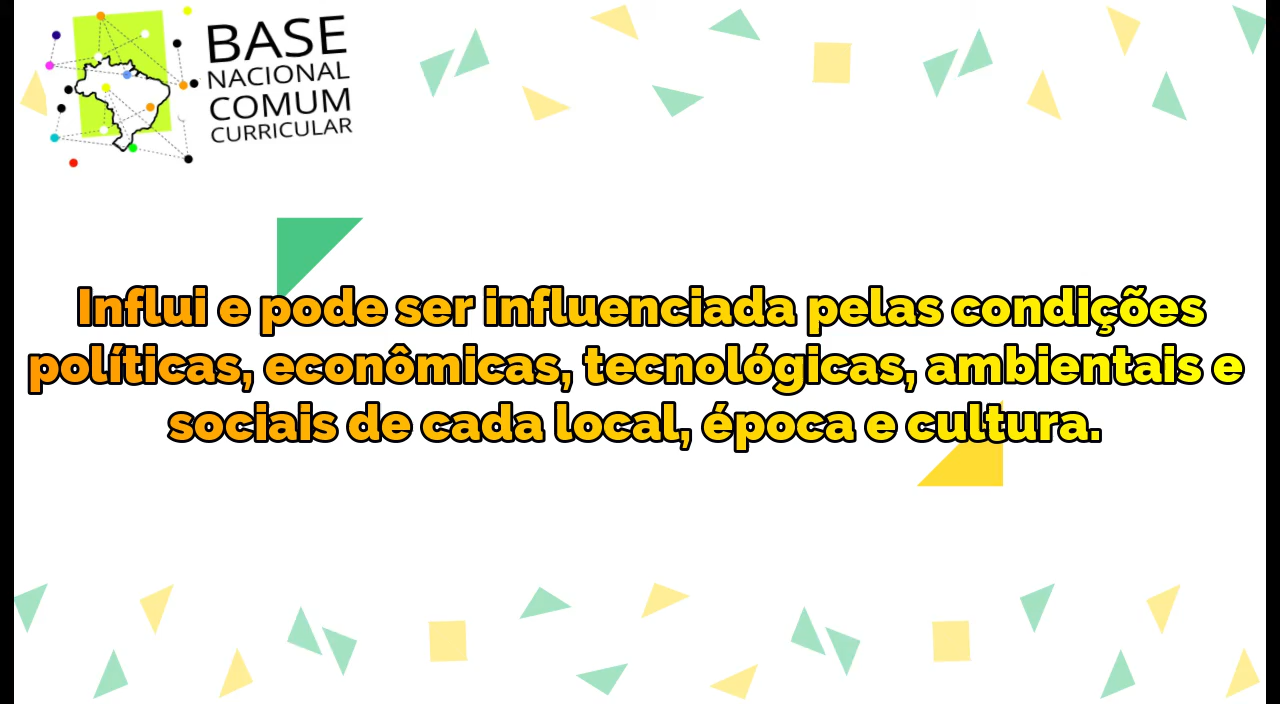 BASE
NACIONAL
COMUM
CURRICULAR
Influi e pode ser influenciada pelas condições
políticas, econômicas, tecnológicas, ambientais e
sociais de cada local, época e cultura.